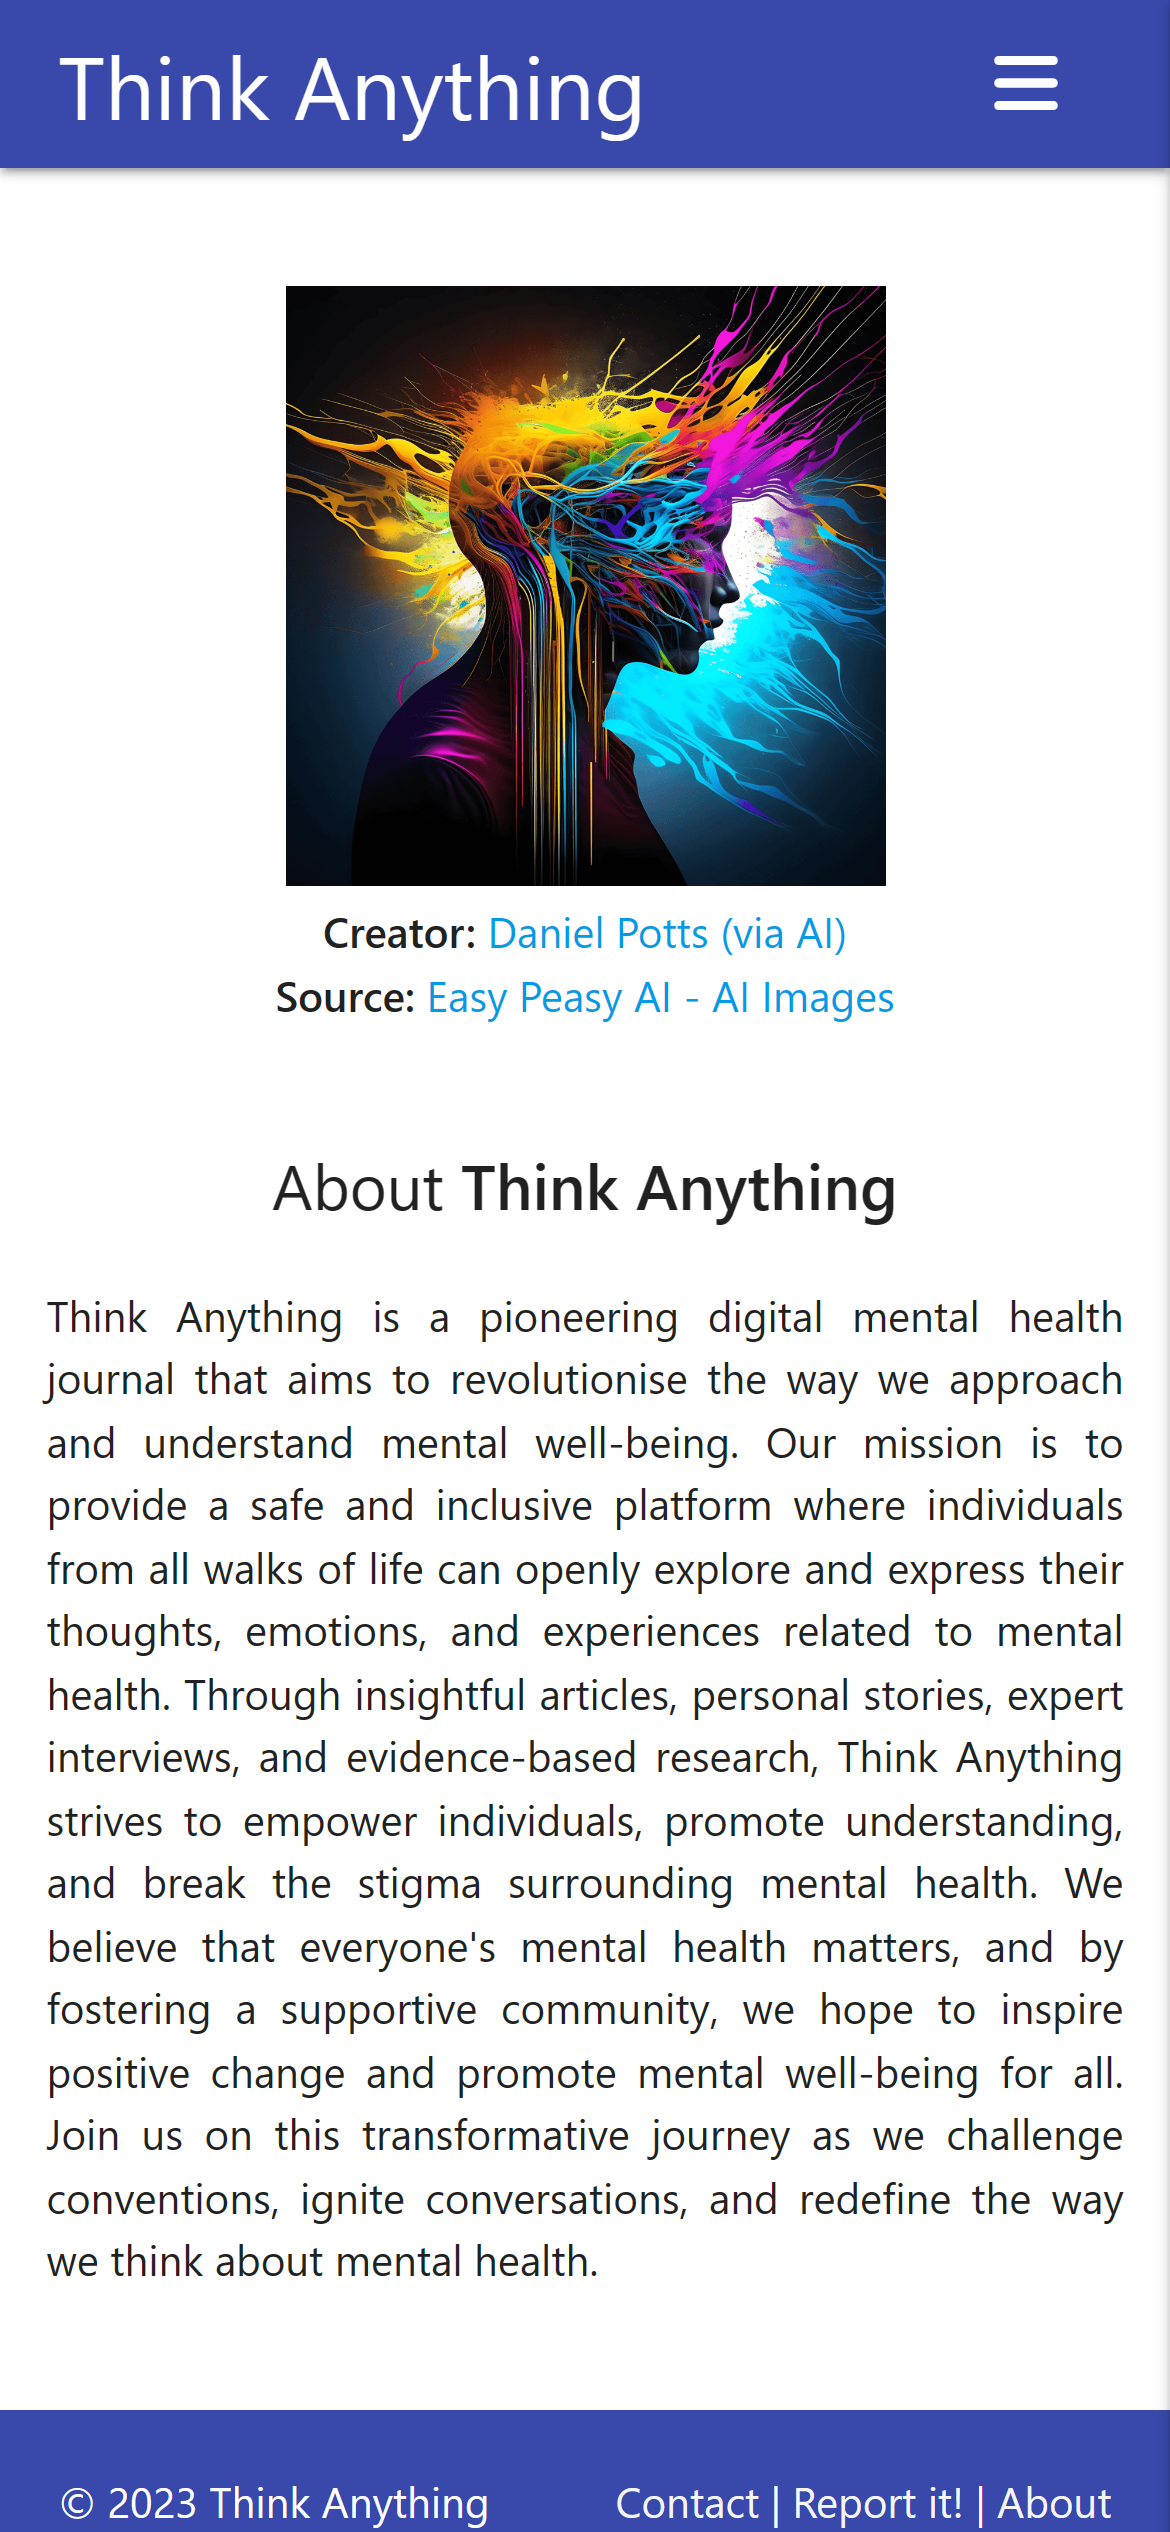 Think Anything
Creator: Daniel Potts (via AI)
Source: Easy Peasy AI - AI Images
About Think Anything
Think Anything is a pioneering digital mental health
journal that aims to revolutionise the way we approach
and understand mental well-being. Our mission is to
provide a safe and inclusive platform where individuals
from all walks of life can openly explore and express their
thoughts, emotions, and experiences related to mental
health. Through insightful articles, personal stories, expert
interviews, and evidence-based research, Think Anything
strives to empower individuals, promote understanding,
and break the stigma surrounding mental health. We
believe that everyone's mental health matters, and by
fostering a supportive community, we hope to inspire
positive change and promote mental well-being for all.
Join us on this transformative journey as we challenge
conventions, ignite conversations, and redefine the way
we think about mental health.
© 2023 Think Anything Contact | Report it! | About